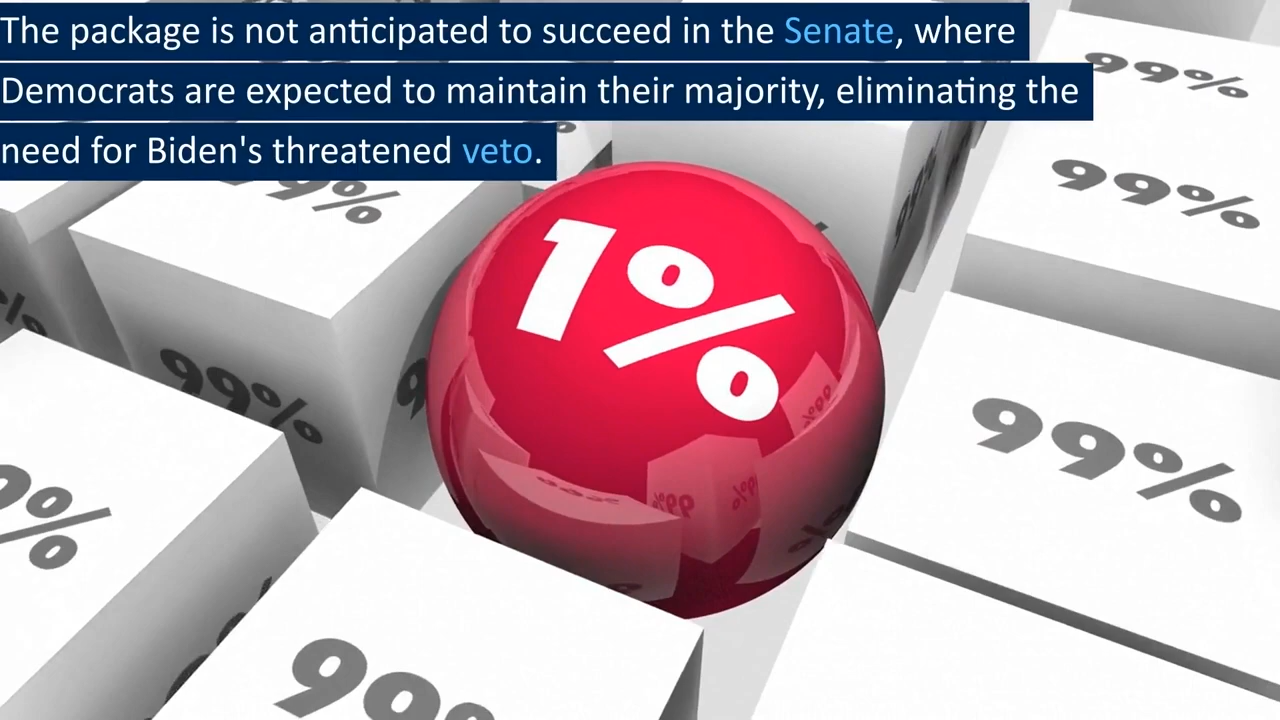 The package is not anticipated to succeed in the Senate, where
Democrats are expected to maintain their majority, eliminating the
need for Biden's threatened veto.
99%
99%
99%
1%
99%
99%
99%